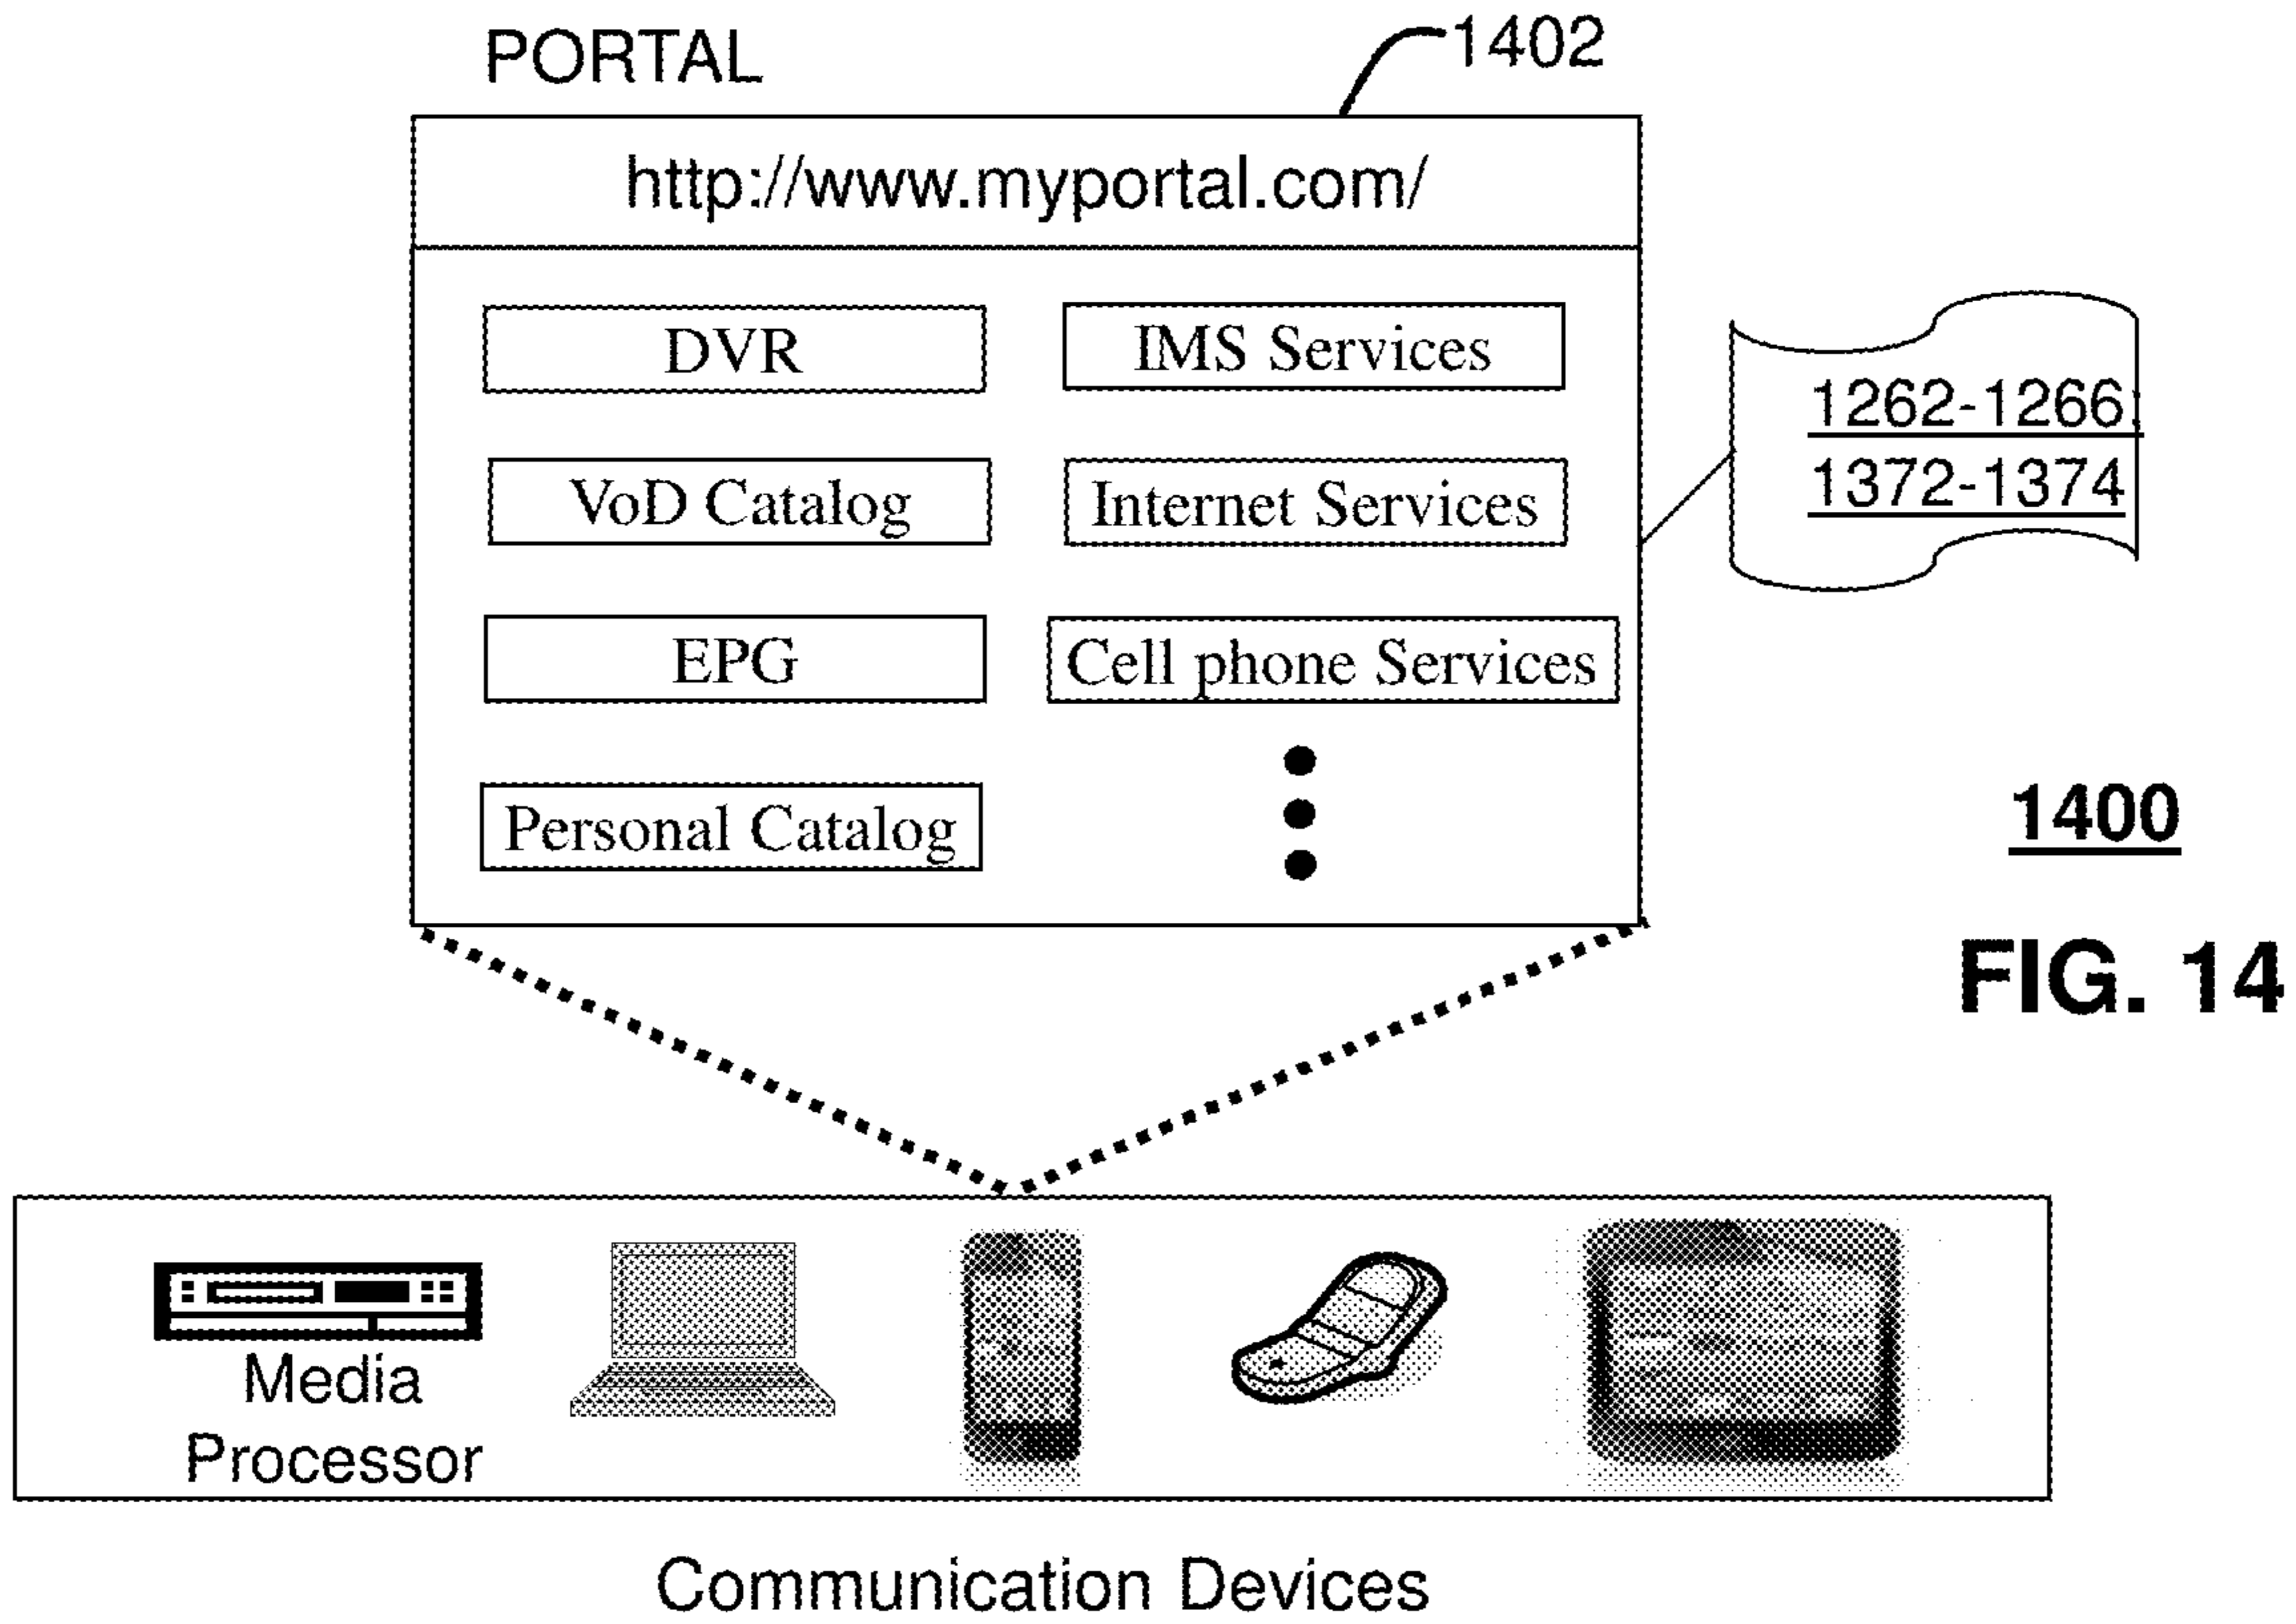 PORTAL
1402
http://www.myportal.com/
DVR
IMS Services
VoD Catalog
Internet Services
EPG
Cell phone Services
Personal Catalog
1262-1266
1372-1374
1400
FIG. 14
Media
Processor
Communication Devices